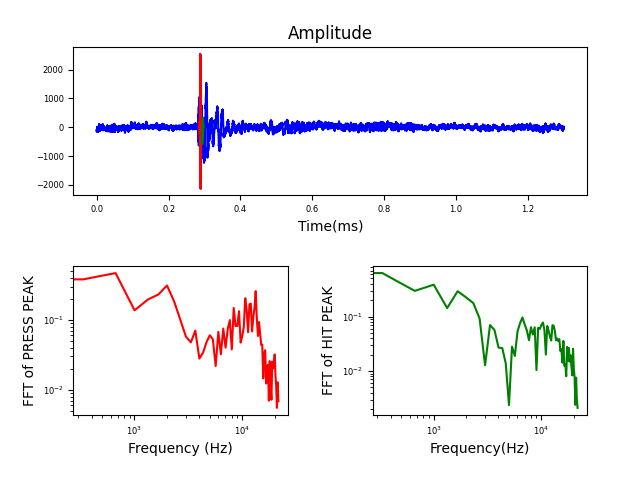 Amplitude
2000
1000
0
−1000
−2000
0.0 0.2 0.4 0.6 0.8 1.0 1.2
Time(ms)
FFT of PRESS PEAK
10⁻¹
10⁻²
10³ 10⁴
Frequency (Hz)
FFT of HIT PEAK
10⁻¹
10⁻²
10³ 10⁴
Frequency(Hz)